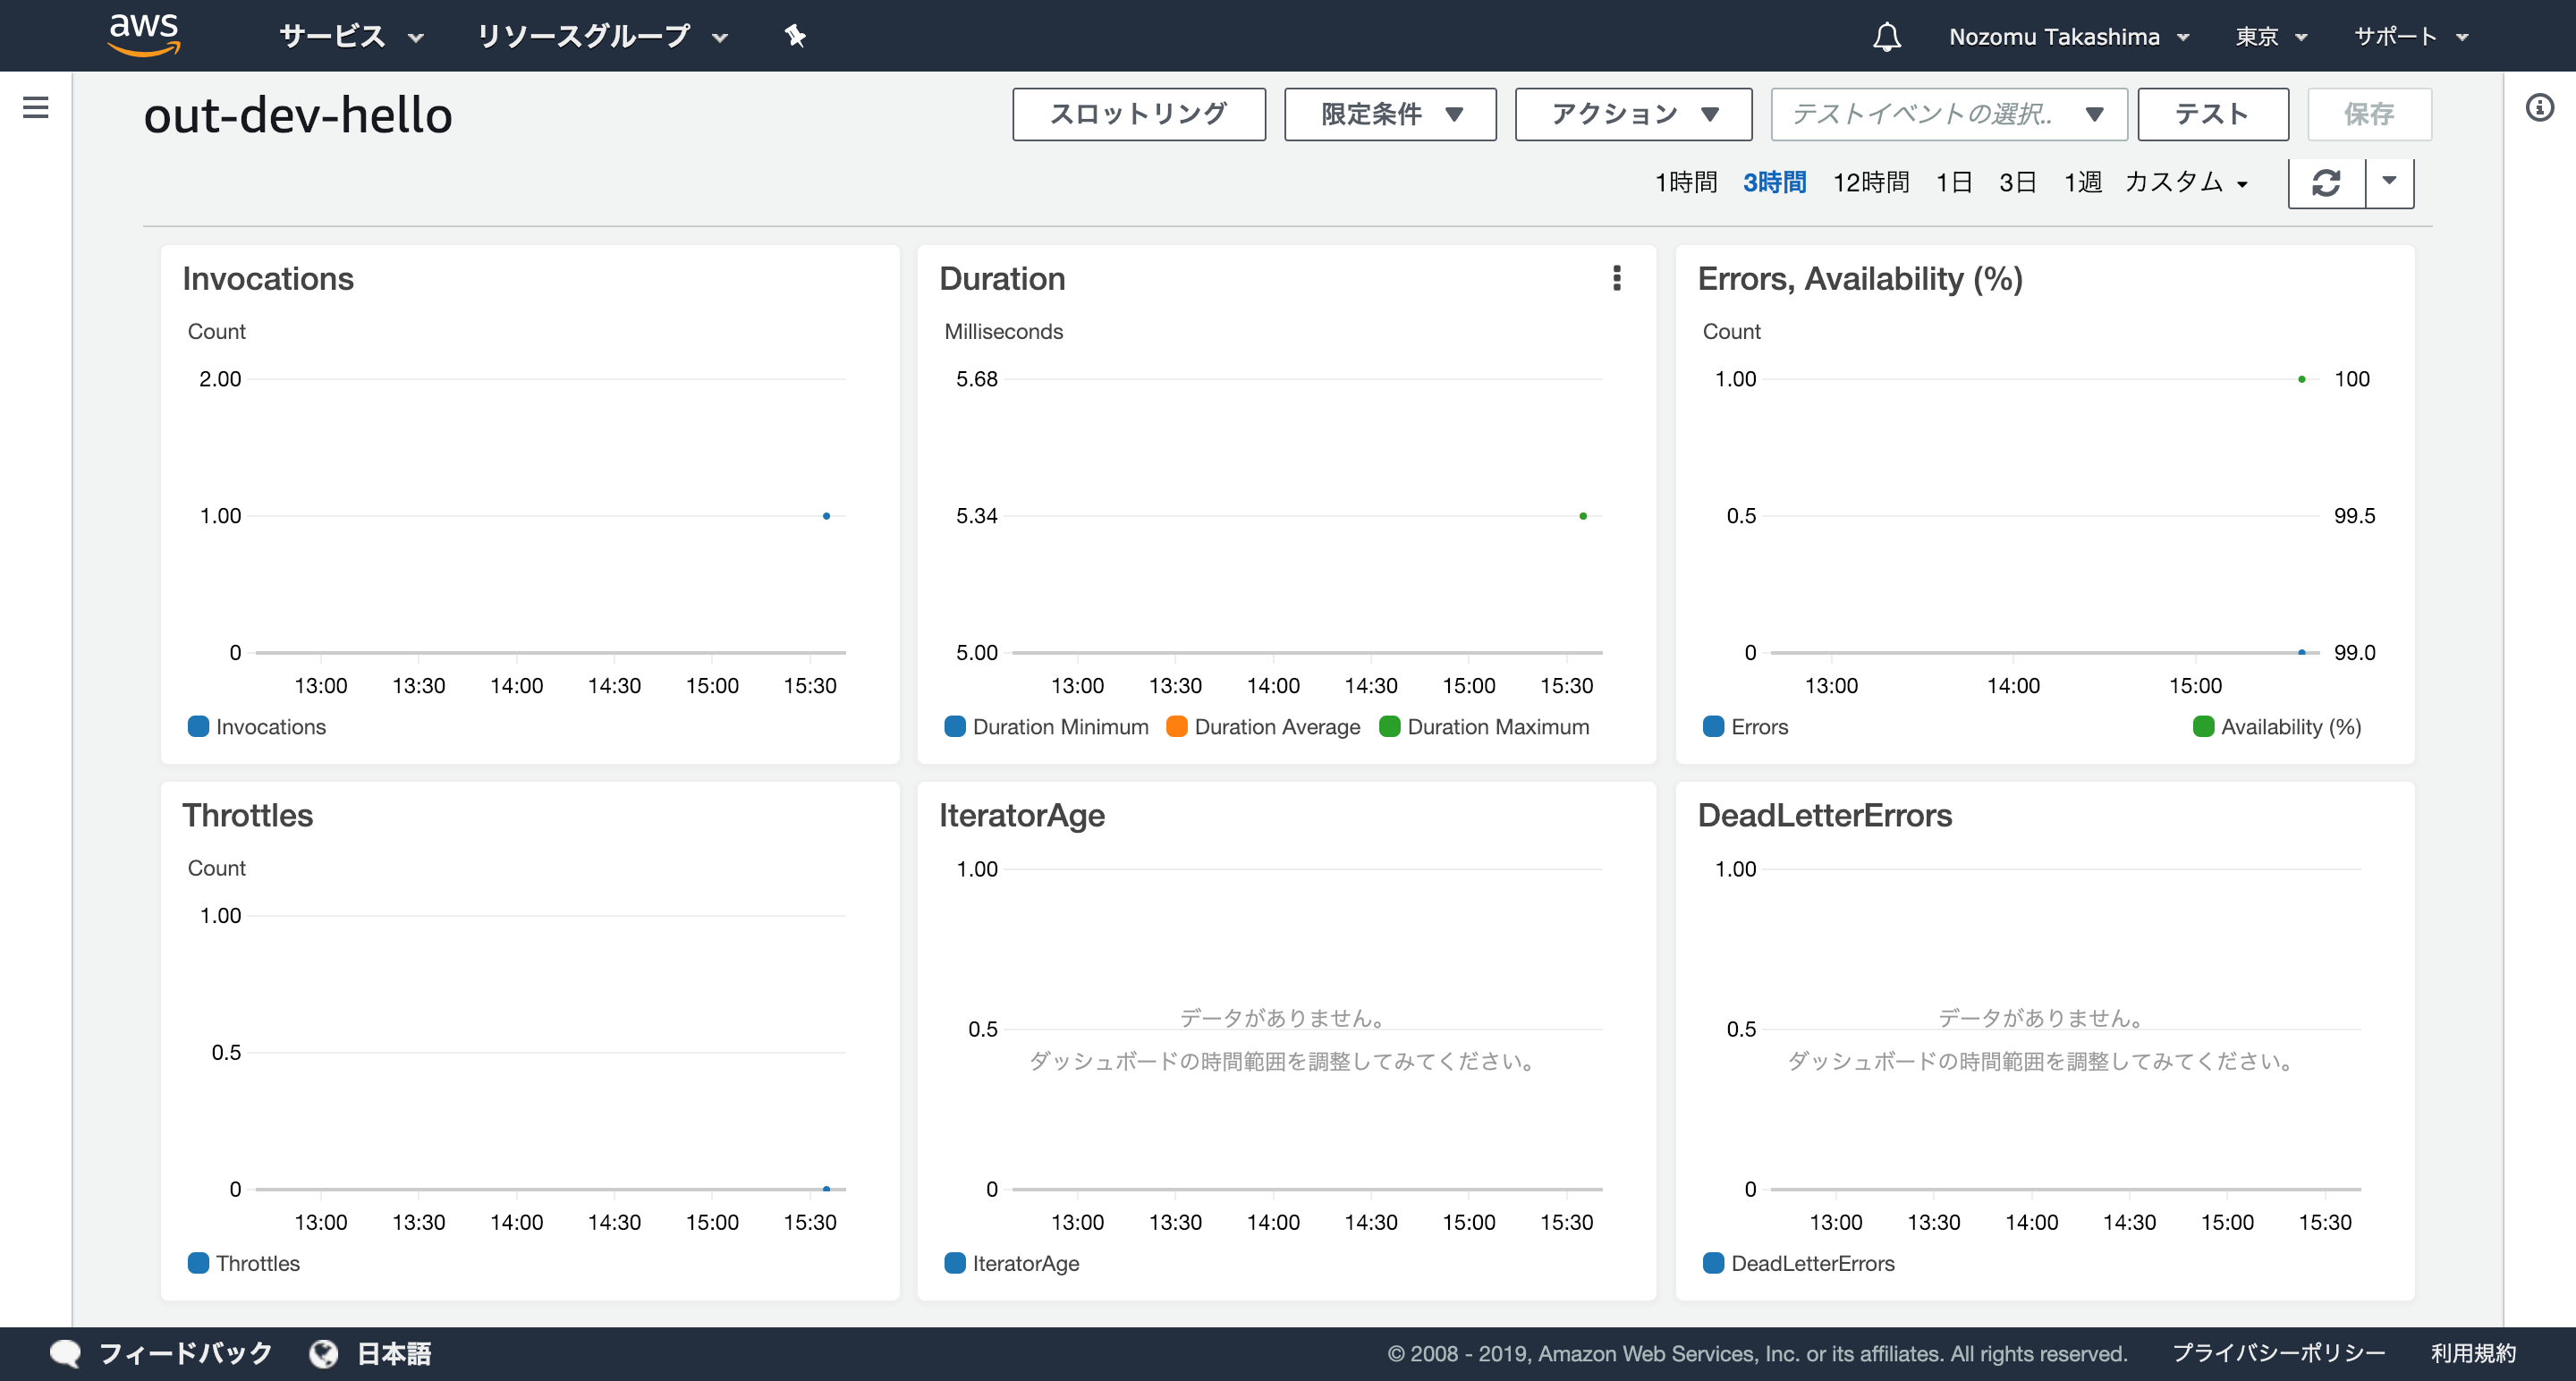 aws サービス リソースグループ Nozomu Takashima 東京 サポート
out-dev-hello スロットリング 限定条件 アクション テストイベントの選択.. テスト 保存
1時間 3時間 12時間 1日 3日 1週 カスタム
Invocations
Count
2.00
1.00
0
13:00 13:30 14:00 14:30 15:00 15:30
Invocations
Duration
Milliseconds
5.68
5.34
5.00
13:00 13:30 14:00 14:30 15:00 15:30
Duration Minimum Duration Average Duration Maximum
Errors, Availability (%)
Count
1.00 100
0.5 99.5
0 99.0
13:00 14:00 15:00
Errors Availability (%)
Throttles
Count
1.00
0.5
0
13:00 13:30 14:00 14:30 15:00 15:30
Throttles
IteratorAge
1.00
データがありません。
0.5
ダッシュボードの時間範囲を調整してみてください。
0
13:00 13:30 14:00 14:30 15:00 15:30
IteratorAge
DeadLetterErrors
1.00
データがありません。
0.5
ダッシュボードの時間範囲を調整してみてください。
0
13:00 13:30 14:00 14:30 15:00 15:30
DeadLetterErrors
フィードバック 日本語 © 2008 - 2019, Amazon Web Services, Inc. or its affiliates. All rights reserved. プライバシーポリシー 利用規約